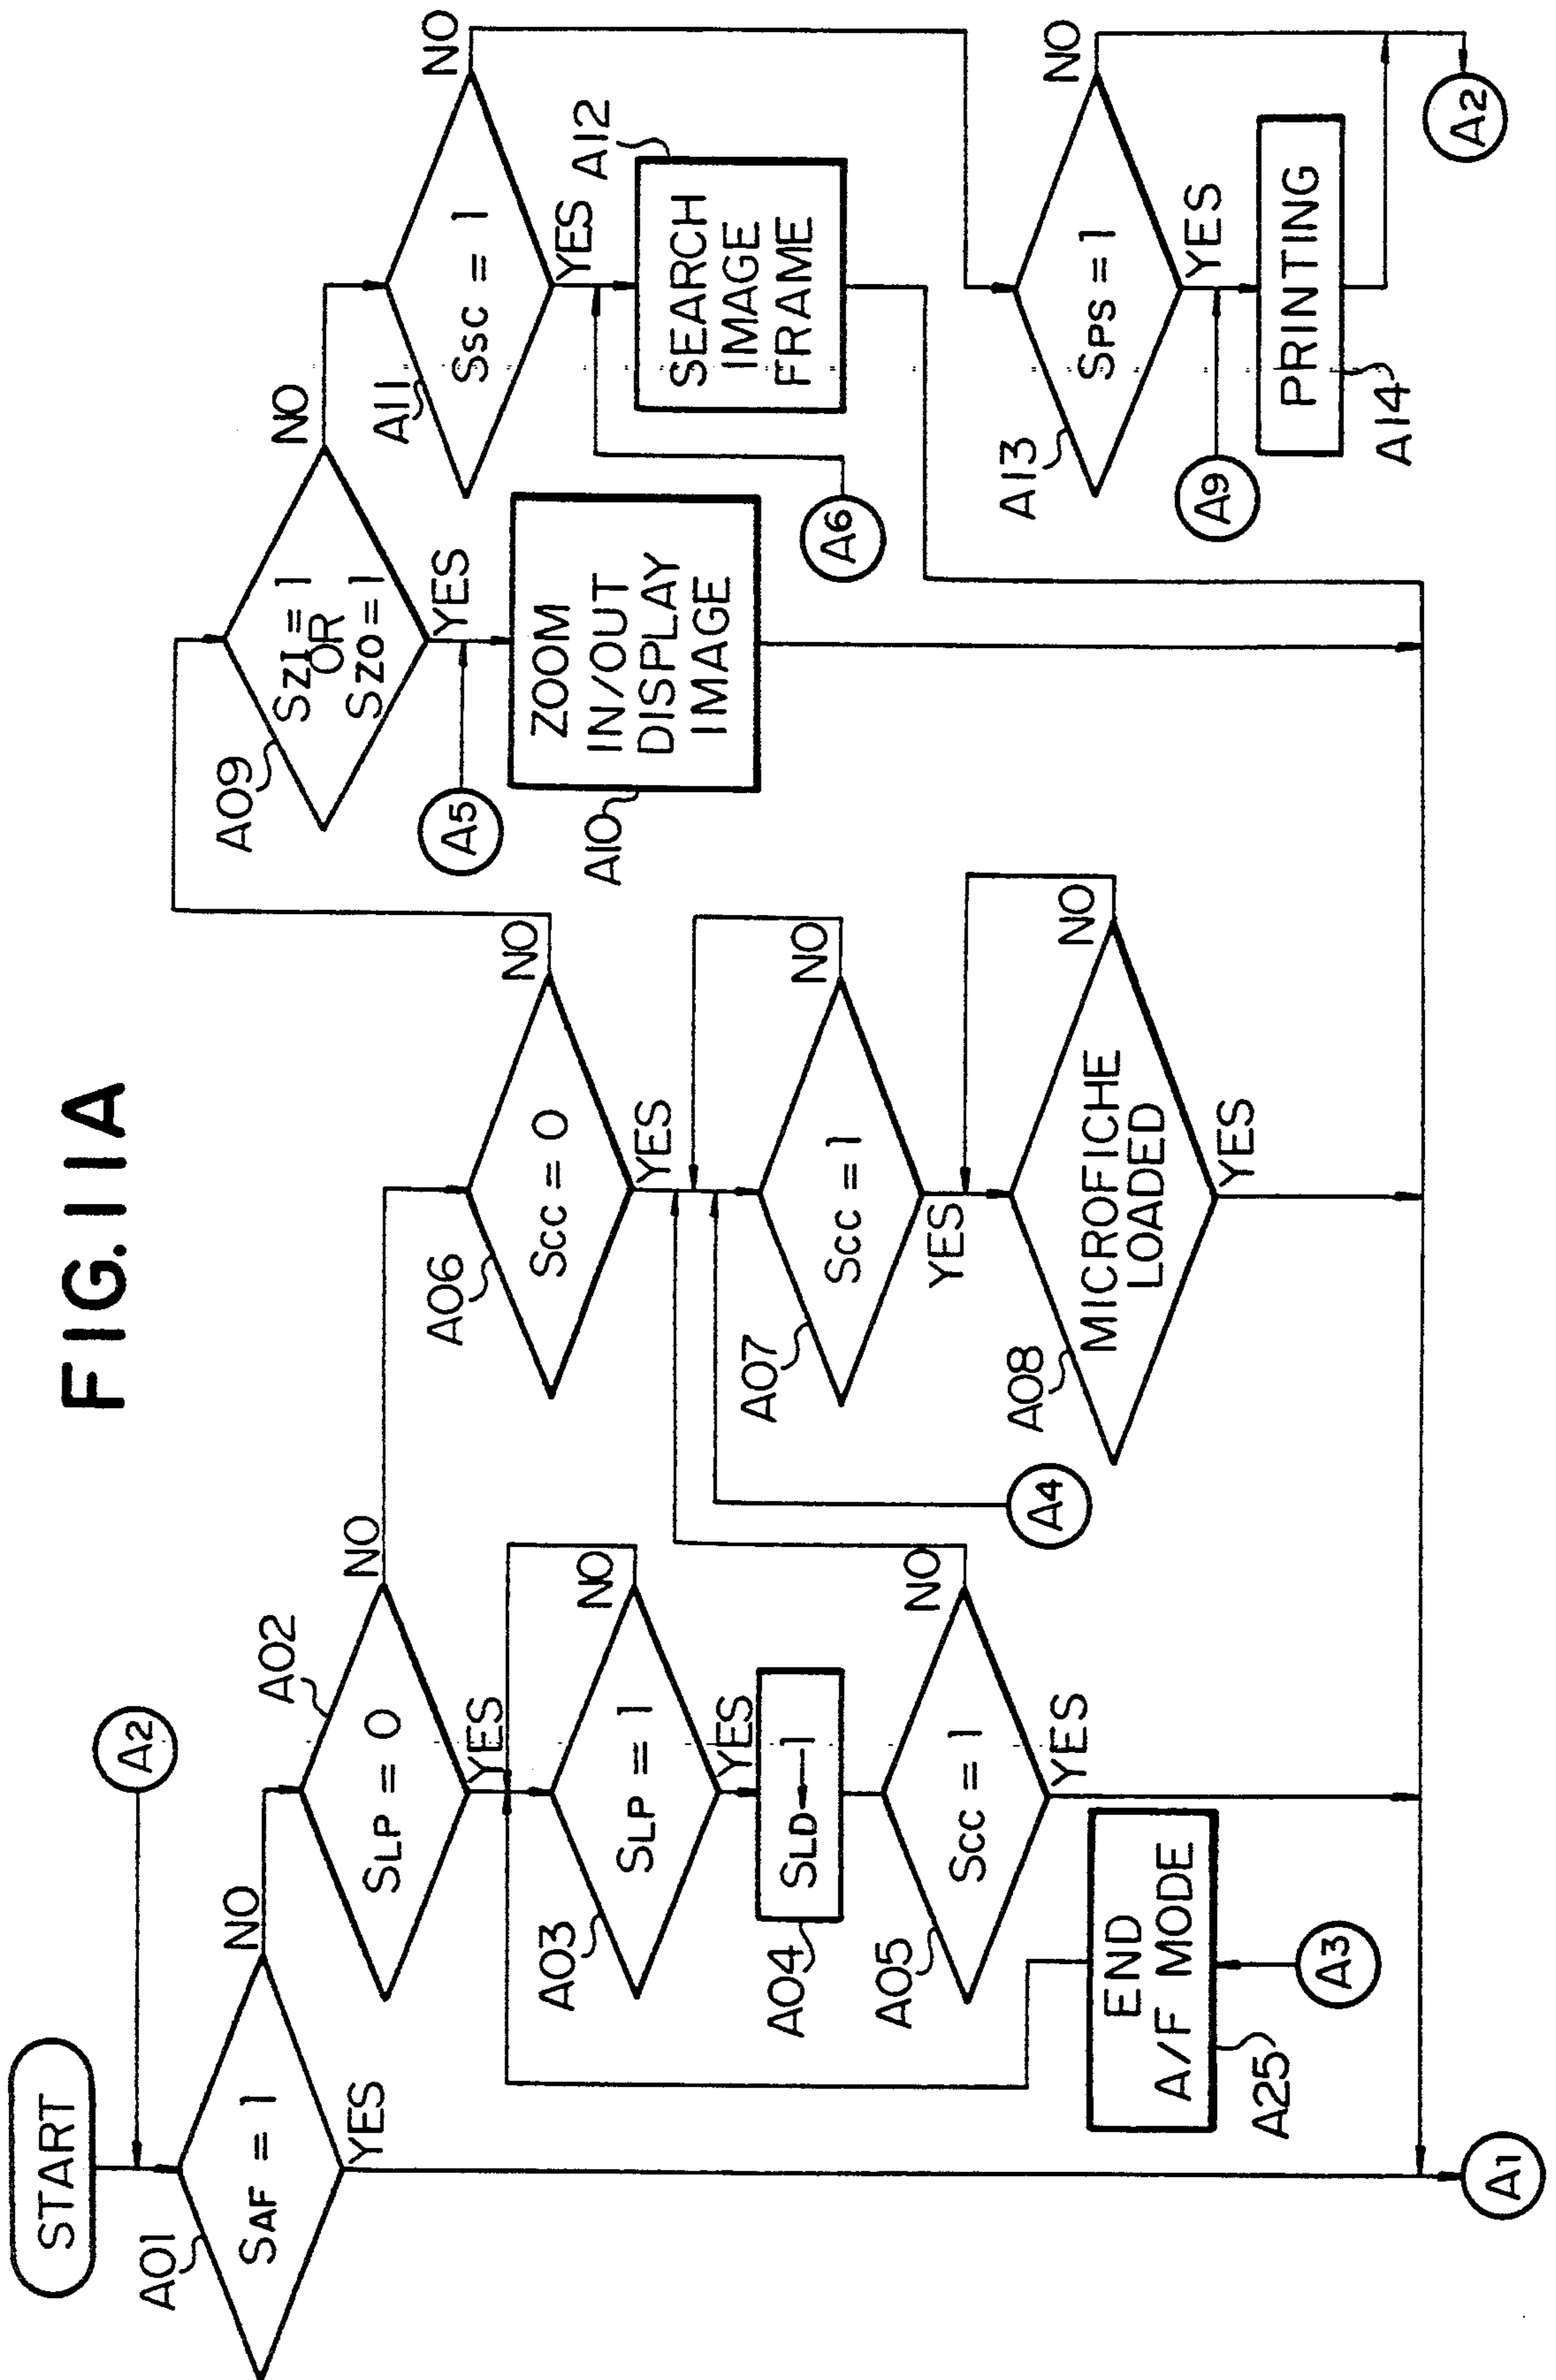 FIG. 11A
START
A2
A01
SAF = 1
NO
YES
A02
SLP = 0
NO
YES
A03
SLP = 1
NO
YES
A04
SLD←1
A05
SCC = 1
NO
YES
END
A/F MODE
A25
A3
A1
A06
SCC = 0
NO
YES
A07
SCC = 1
NO
YES
A4
A08
MICROFICHE
LOADED
NO
YES
A09
SZI = 1
OR
SZO = 1
NO
YES
A5
A10
ZOOM
IN/OUT
DISPLAY
IMAGE
A11
SSC = 1
NO
YES
A6
A12
SEARCH
IMAGE
FRAME
A13
SPS = 1
NO
YES
A9
PRINTING
A14
A2